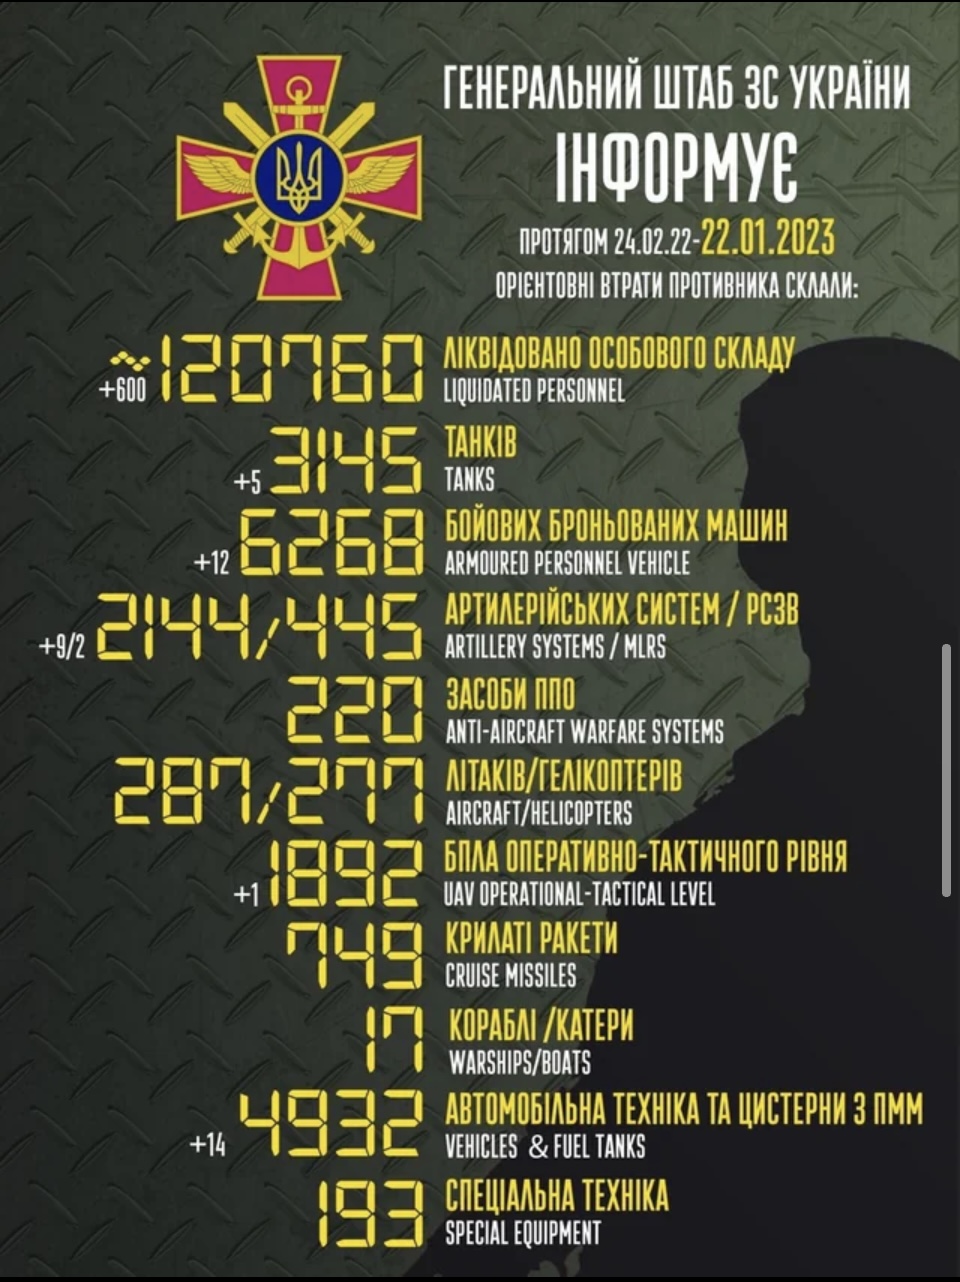 ГЕНЕРАЛЬНИЙ ШТАБ ЗС УКРАЇНИ
ІНФОРМУЄ
ПРОТЯГОМ 24.02.22-22.01.2023
ОРІЄНТОВНІ ВТРАТИ ПРОТИВНИКА СКЛАЛИ:
+600 ~120760 ЛІКВІДОВАНО ОСОБОВОГО СКЛАДУ
LIQUIDATED PERSONNEL
+5 3145 ТАНКІВ
TANKS
+12 6268 БОЙОВИХ БРОНЬОВАНИХ МАШИН
ARMOURED PERSONNEL VEHICLE
+9/2 2144/445 АРТИЛЕРІЙСЬКИХ СИСТЕМ / РСЗВ
ARTILLERY SYSTEMS / MLRS
220 ЗАСОБИ ППО
ANTI-AIRCRAFT WARFARE SYSTEMS
287/277 ЛІТАКІВ/ГЕЛІКОПТЕРІВ
AIRCRAFT/HELICOPTERS
+1 1892 БПЛА ОПЕРАТИВНО-ТАКТИЧНОГО РІВНЯ
UAV OPERATIONAL-TACTICAL LEVEL
749 КРИЛАТІ РАКЕТИ
CRUISE MISSILES
17 КОРАБЛІ /КАТЕРИ
WARSHIPS/BOATS
+14 4932 АВТОМОБІЛЬНА ТЕХНІКА ТА ЦИСТЕРНИ З ПММ
VEHICLES & FUEL TANKS
193 СПЕЦІАЛЬНА ТЕХНІКА
SPECIAL EQUIPMENT